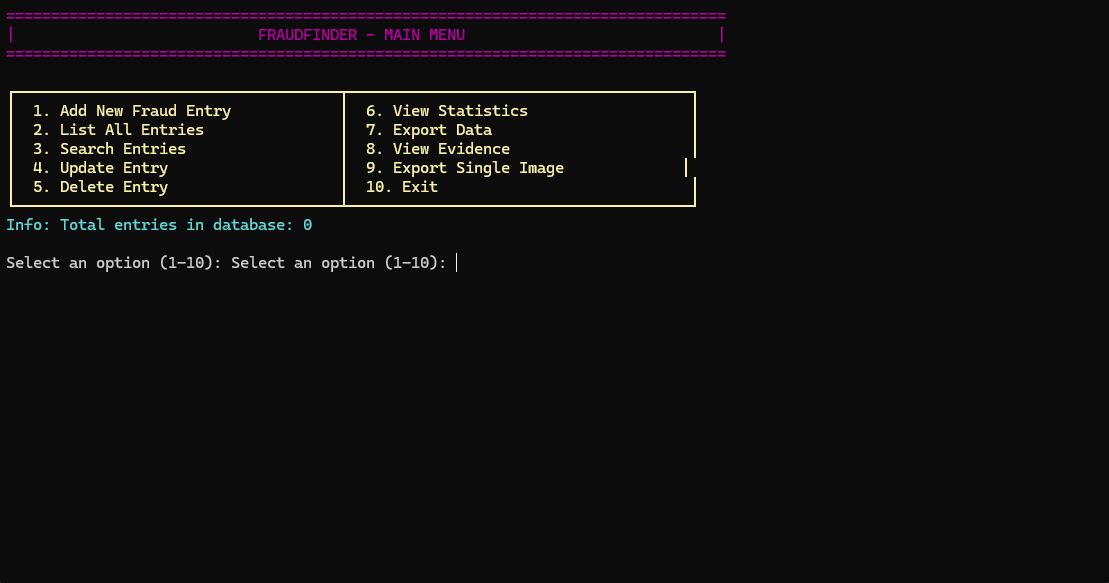 FRAUDFINDER - MAIN MENU
1. Add New Fraud Entry 6. View Statistics
2. List All Entries 7. Export Data
3. Search Entries 8. View Evidence
4. Update Entry 9. Export Single Image
5. Delete Entry 10. Exit
Info: Total entries in database: 0
Select an option (1-10): Select an option (1-10):